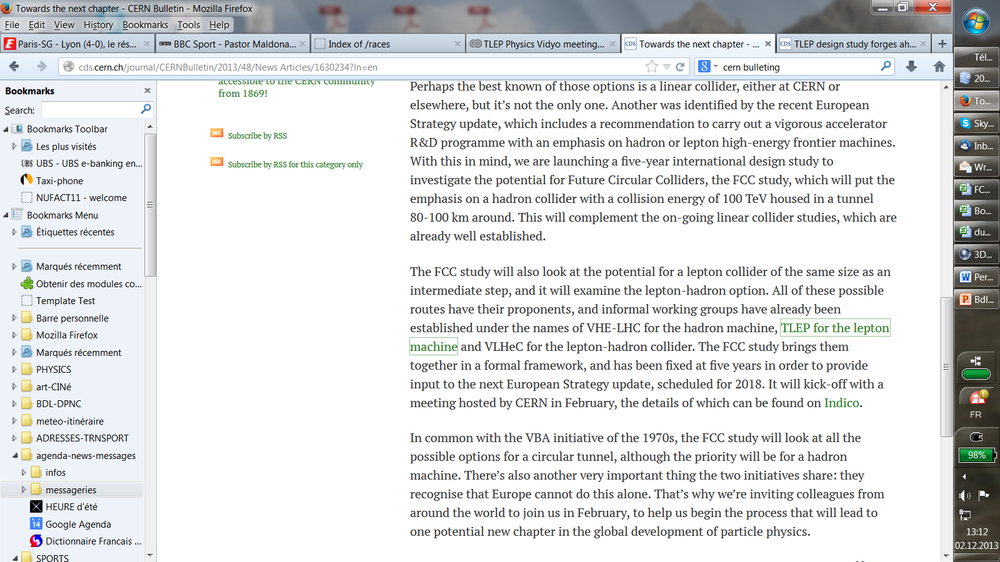 Towards the next chapter - CERN Bulletin - Mozilla Firefox
File Edit View History Bookmarks Tools Help
Paris-SG - Lyon (4-0), le rés...
BBC Sport - Pastor Maldona...
Index of /races
TLEP Physics Vidyo meeting...
CDS Towards the next chapter - ...
CDS TLEP design study forges ah...
cds.cern.ch/journal/CERNBulletin/2013/48/News Articles/1630234?ln=en
cern bulleting
Bookmarks
Search:
Bookmarks Toolbar
Les plus visités
UBS - UBS e-banking en...
Taxi-phone
NUFACT11 - welcome
Bookmarks Menu
Étiquettes récentes
Marqués récemment
Obtenir des modules co...
Template Test
Barre personnelle
Mozilla Firefox
Marqués récemment
PHYSICS
art-CINé
BDL-DPNC
meteo-itinéraire
ADRESSES-TRNSPORT
agenda-news-messages
infos
messageries
HEURE d'été
14 Google Agenda
Dictionnaire Francais ...
SPORTS
accessible to the CERN community
from 1869!
RSS Subscribe by RSS
RSS Subscribe by RSS for this category only
Perhaps the best known of those options is a linear collider, either at CERN or
elsewhere, but it’s not the only one. Another was identified by the recent European
Strategy update, which includes a recommendation to carry out a vigorous accelerator
R&D programme with an emphasis on hadron or lepton high-energy frontier machines.
With this in mind, we are launching a five-year international design study to
investigate the potential for Future Circular Colliders, the FCC study, which will put the
emphasis on a hadron collider with a collision energy of 100 TeV housed in a tunnel
80-100 km around. This will complement the on-going linear collider studies, which are
already well established.
The FCC study will also look at the potential for a lepton collider of the same size as an
intermediate step, and it will examine the lepton-hadron option. All of these possible
routes have their proponents, and informal working groups have already been
established under the names of VHE-LHC for the hadron machine, TLEP for the lepton
machine and VLHeC for the lepton-hadron collider. The FCC study brings them
together in a formal framework, and has been fixed at five years in order to provide
input to the next European Strategy update, scheduled for 2018. It will kick-off with a
meeting hosted by CERN in February, the details of which can be found on Indico.
In common with the VBA initiative of the 1970s, the FCC study will look at all the
possible options for a circular tunnel, although the priority will be for a hadron
machine. There’s also another very important thing the two initiatives share: they
recognise that Europe cannot do this alone. That’s why we’re inviting colleagues from
around the world to join us in February, to help us begin the process that will lead to
one potential new chapter in the global development of particle physics.
Tél...
20...
To...
Sky...
Inb...
Wr...
FC...
Bo...
du...
3D...
Per...
Bdl...
FR
98%
13:12
02.12.2013